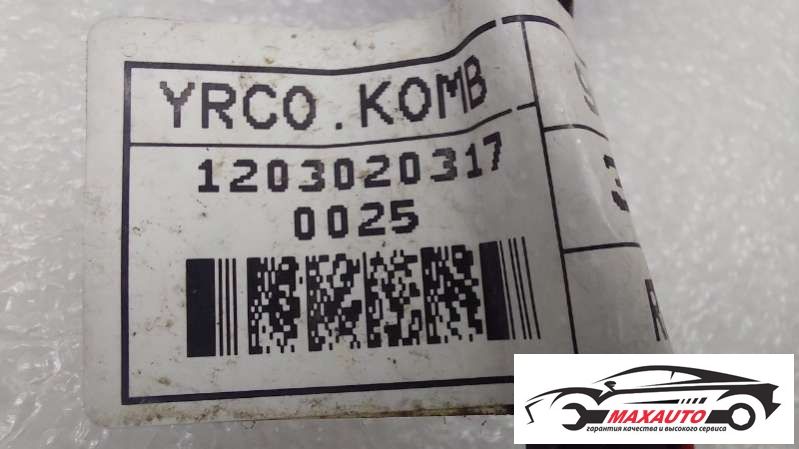 YRCO.KOMB
1203020317
0025
MAXAUTO
гарантия качества и высокого сервиса